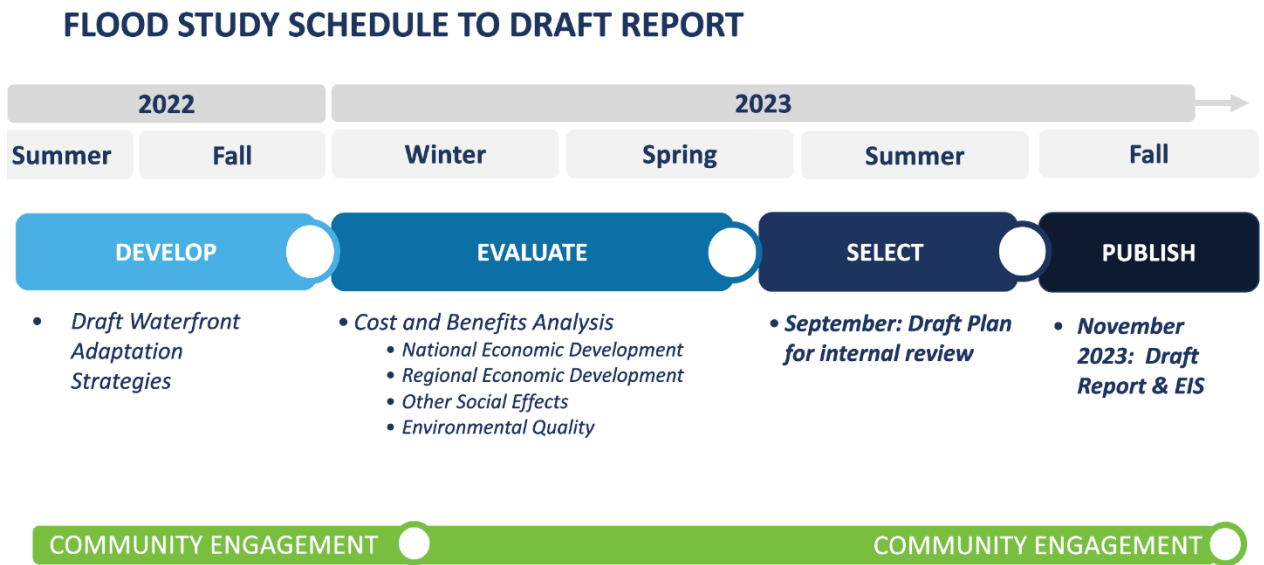 FLOOD STUDY SCHEDULE TO DRAFT REPORT
2022
2023
Summer
Fall
Winter
Spring
Summer
Fall
DEVELOP
EVALUATE
SELECT
PUBLISH
• Draft Waterfront
Adaptation
Strategies
• Cost and Benefits Analysis
• National Economic Development
• Regional Economic Development
• Other Social Effects
• Environmental Quality
• September: Draft Plan
for internal review
• November
2023: Draft
Report & EIS
COMMUNITY ENGAGEMENT
COMMUNITY ENGAGEMENT